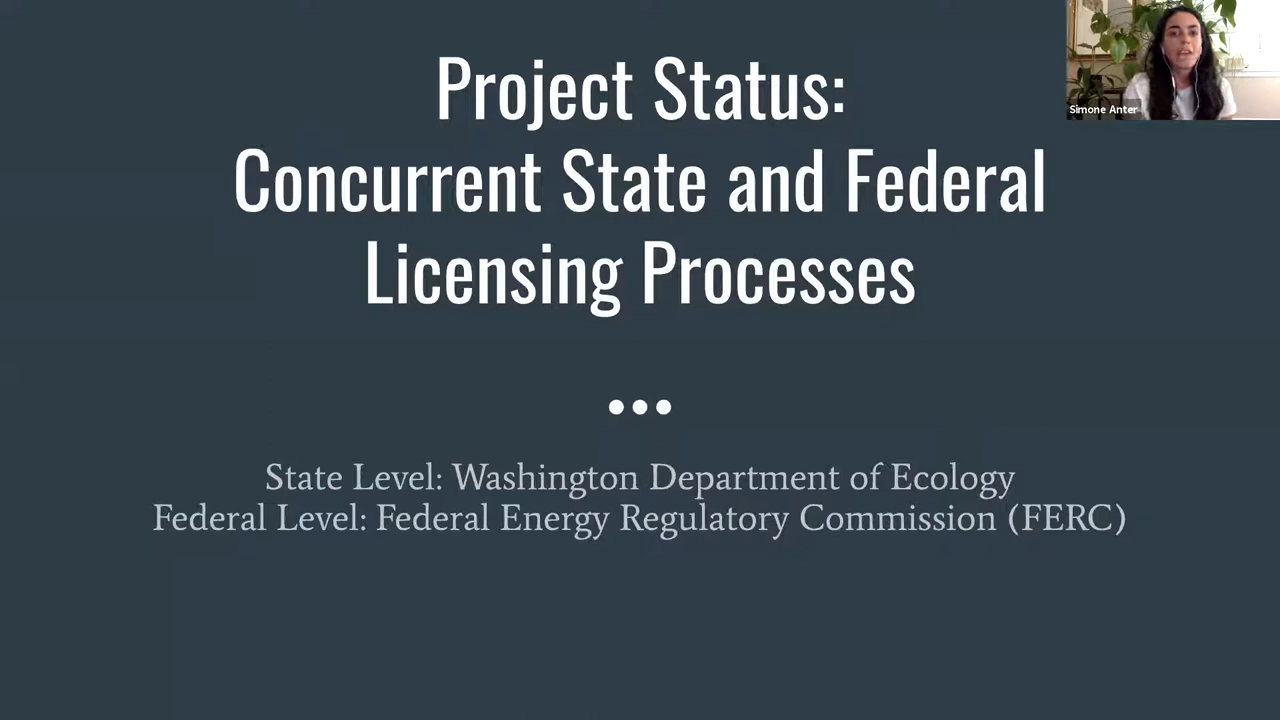 Project Status:
Concurrent State and Federal
Licensing Processes
State Level: Washington Department of Ecology
Federal Level: Federal Energy Regulatory Commission (FERC)
Simone Anter